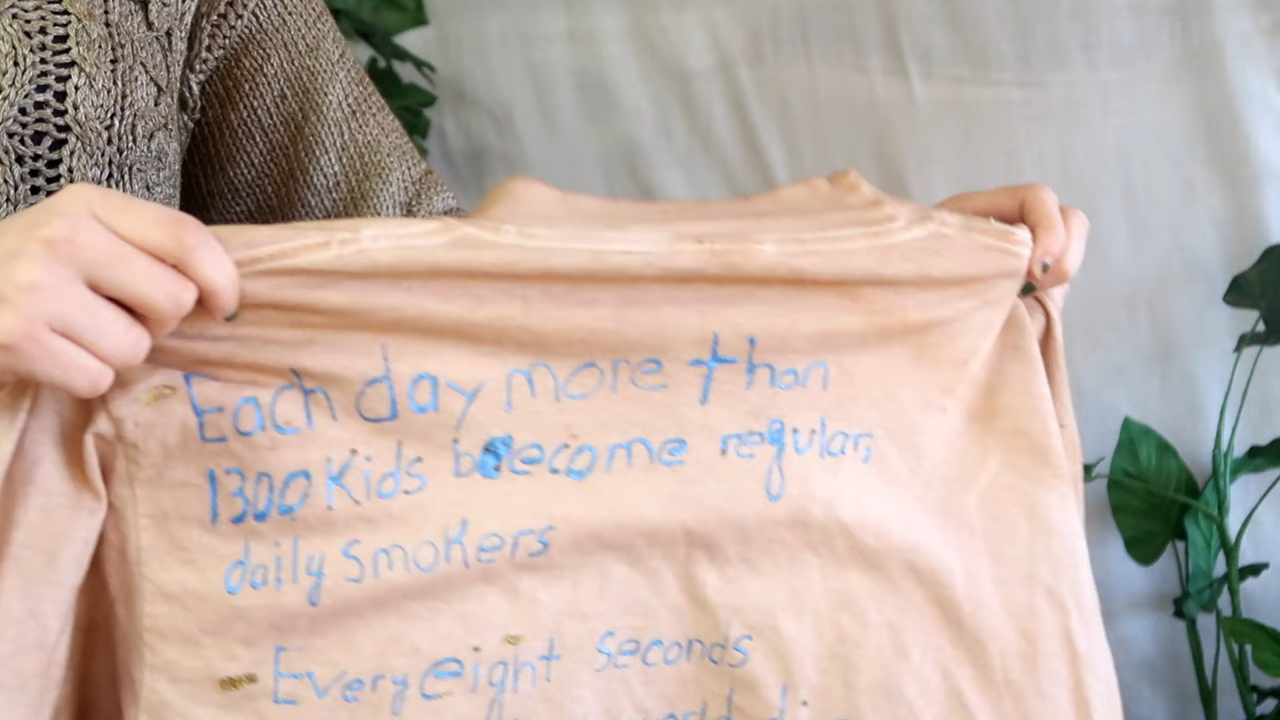 Each day more than
1300 Kids become regular,
daily smokers
- Every eight seconds